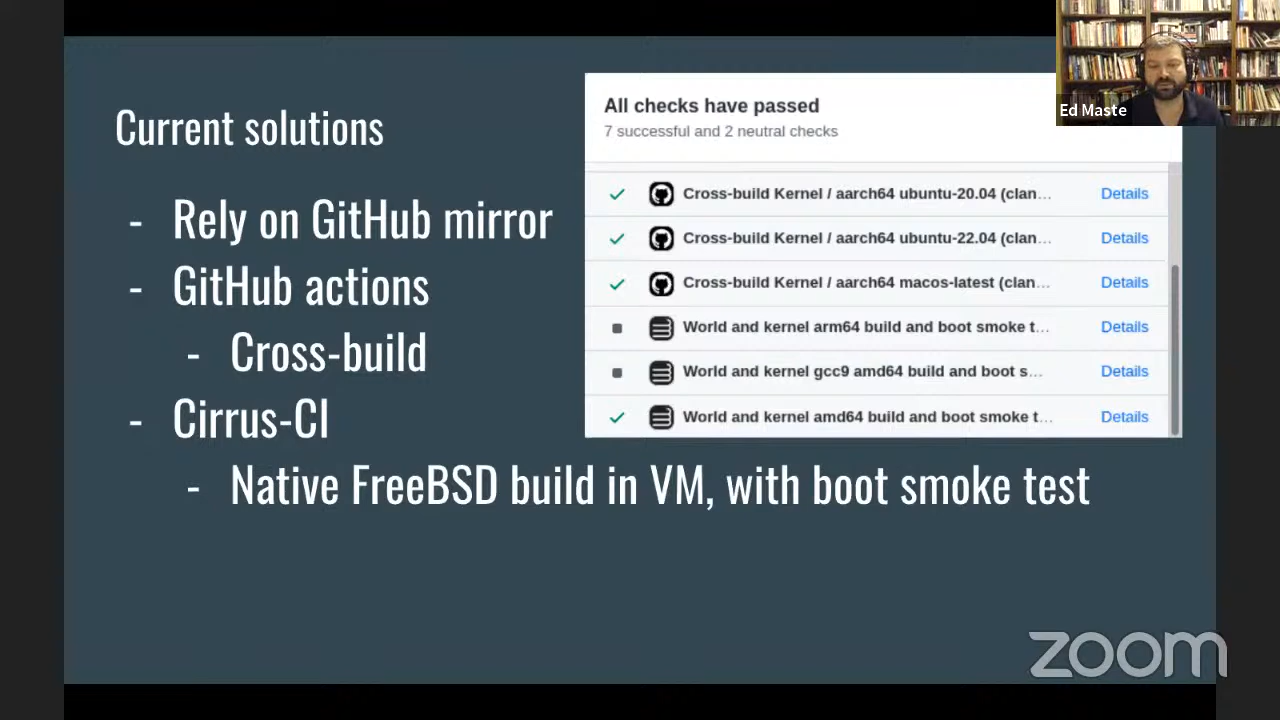 Current solutions
- Rely on GitHub mirror
- GitHub actions
- Cross-build
- Cirrus-CI
- Native FreeBSD build in VM, with boot smoke test
All checks have passed
7 successful and 2 neutral checks
Cross-build Kernel / aarch64 ubuntu-20.04 (clan... Details
Cross-build Kernel / aarch64 ubuntu-22.04 (clan... Details
Cross-build Kernel / aarch64 macos-latest (clan... Details
World and kernel arm64 build and boot smoke t... Details
World and kernel gcc9 amd64 build and boot s... Details
World and kernel amd64 build and boot smoke t... Details
Ed Maste
zoom